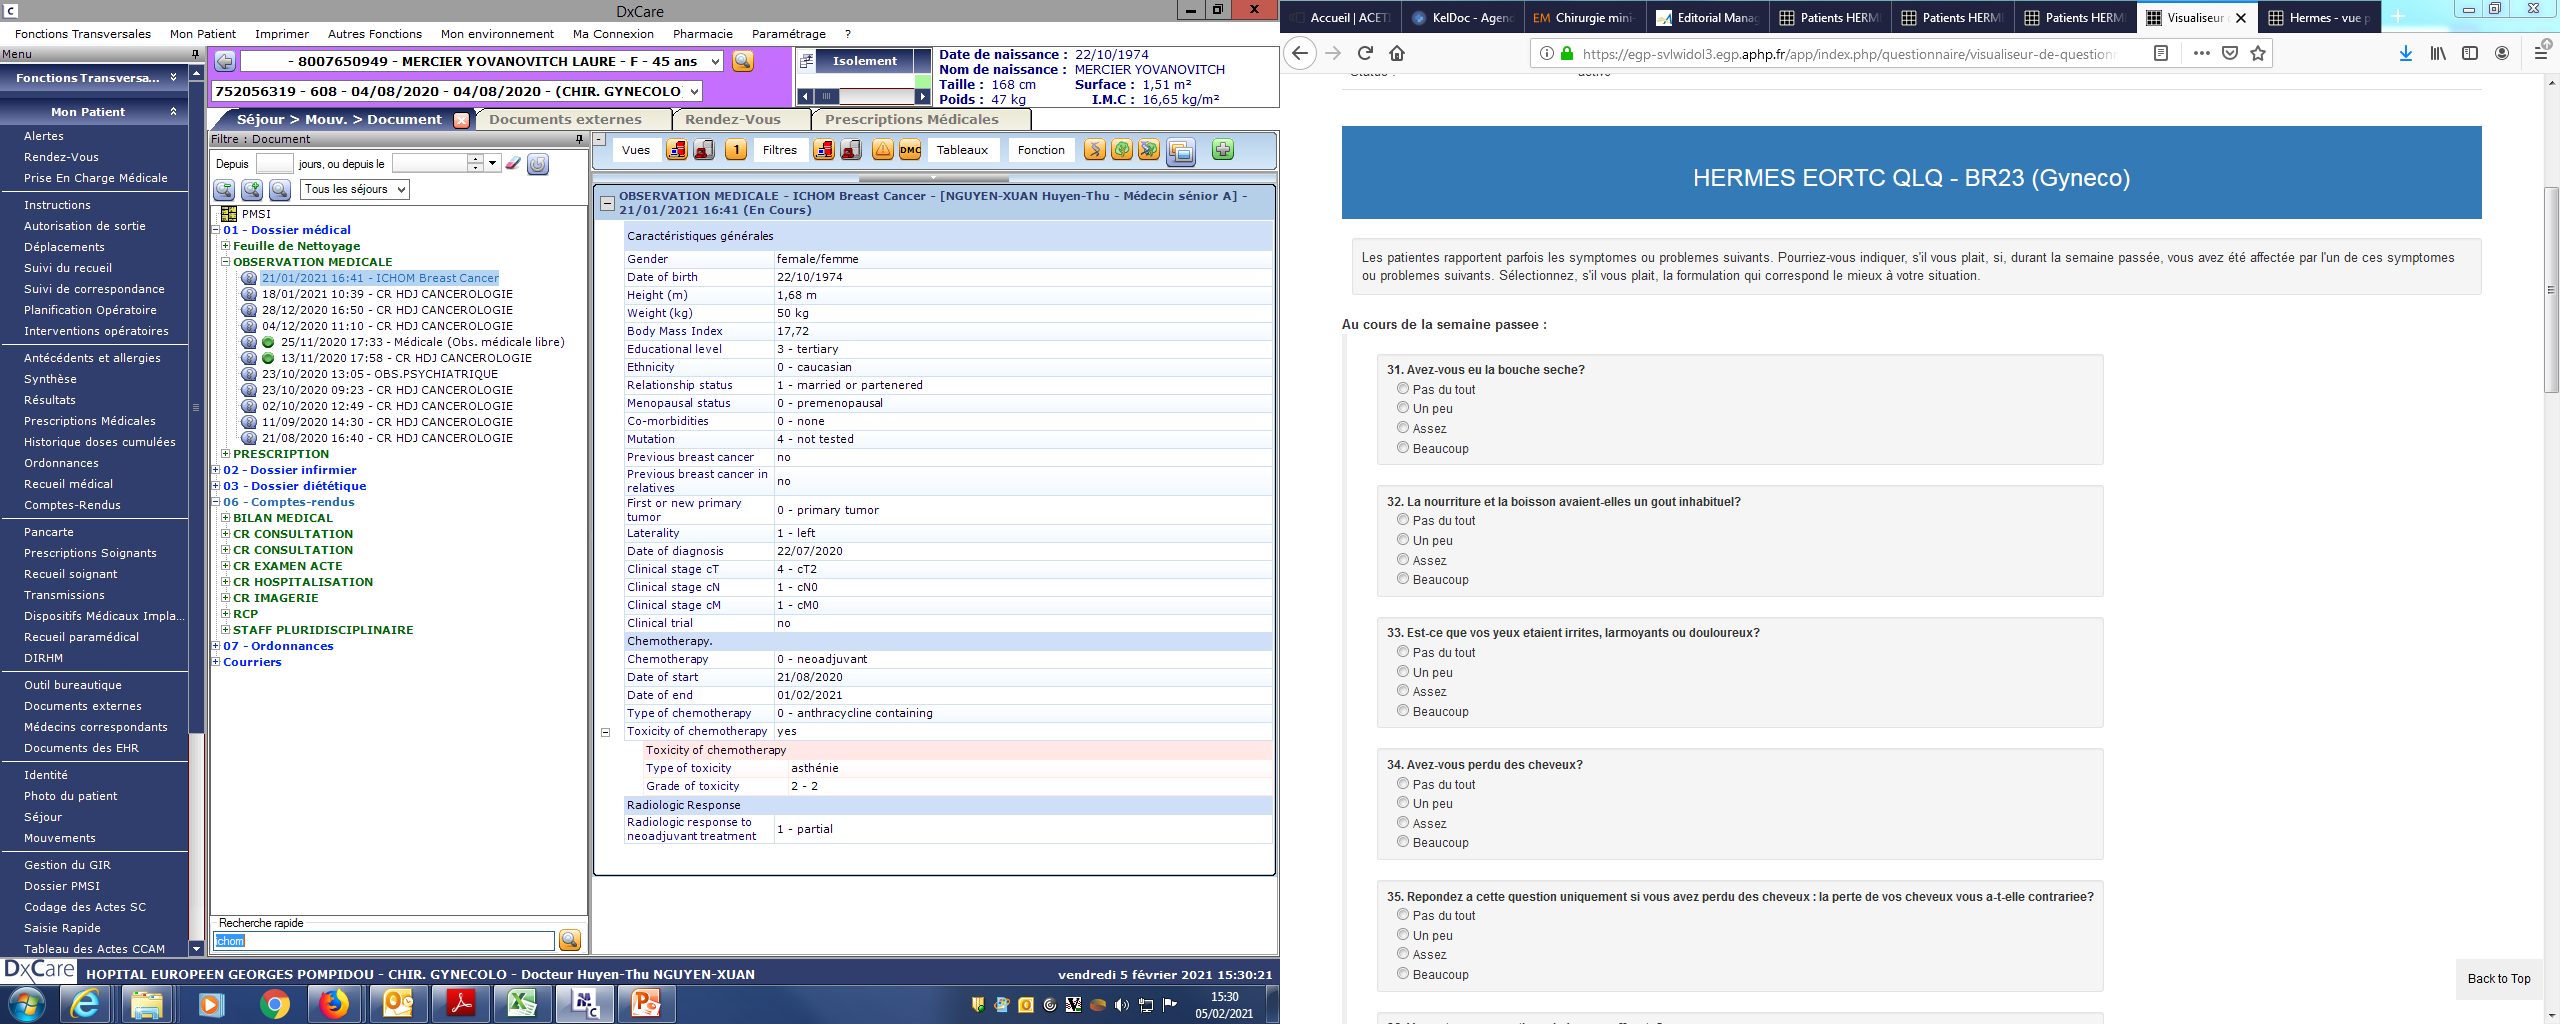 DxCare
Fonctions Transversales Mon Patient Imprimer Autres Fonctions Mon environnement Ma Connexion Pharmacie Paramétrage ?
Menu
Fonctions Transversa...
Mon Patient
Alertes
Rendez-Vous
Prise En Charge Médicale
Instructions
Autorisation de sortie
Déplacements
Suivi du recueil
Suivi de correspondance
Planification Opératoire
Interventions opératoires
Antécédents et allergies
Synthèse
Résultats
Prescriptions Médicales
Historique doses cumulées
Ordonnances
Recueil médical
Comptes-Rendus
Pancarte
Prescriptions Soignants
Recueil soignant
Transmissions
Dispositifs Médicaux Impla...
Recueil paramédical
DIRHM
Outil bureautique
Documents externes
Médecins correspondants
Documents des EHR
Identité
Photo du patient
Séjour
Mouvements
Gestion du GIR
Dossier PMSI
Codage des Actes SC
Saisie Rapide
Tableau des Actes CCAM
- 8007650949 - MERCIER YOVANOVITCH LAURE - F - 45 ans
752056319 - 608 - 04/08/2020 - 04/08/2020 - (CHIR. GYNECOLO
Isolement
Date de naissance : 22/10/1974
Nom de naissance : MERCIER YOVANOVITCH
Taille : 168 cm Surface : 1,51 m²
Poids : 47 kg I.M.C : 16,65 kg/m²
Séjour > Mouv. > Document Documents externes Rendez-Vous Prescriptions Médicales
Filtre : Document
Depuis jours, ou depuis le
Tous les séjours
PMSI
01 - Dossier médical
Feuille de Nettoyage
OBSERVATION MEDICALE
21/01/2021 16:41 - ICHOM Breast Cancer
18/01/2021 10:39 - CR HDJ CANCEROLOGIE
28/12/2020 16:50 - CR HDJ CANCEROLOGIE
04/12/2020 11:10 - CR HDJ CANCEROLOGIE
25/11/2020 17:33 - Médicale (Obs. médicale libre)
13/11/2020 17:58 - CR HDJ CANCEROLOGIE
23/10/2020 13:05 - OBS.PSYCHIATRIQUE
23/10/2020 09:23 - CR HDJ CANCEROLOGIE
02/10/2020 12:49 - CR HDJ CANCEROLOGIE
11/09/2020 14:30 - CR HDJ CANCEROLOGIE
21/08/2020 16:40 - CR HDJ CANCEROLOGIE
PRESCRIPTION
02 - Dossier infirmier
03 - Dossier diététique
06 - Comptes-rendus
BILAN MEDICAL
CR CONSULTATION
CR CONSULTATION
CR EXAMEN ACTE
CR HOSPITALISATION
CR IMAGERIE
RCP
STAFF PLURIDISCIPLINAIRE
07 - Ordonnances
Courriers
Recherche rapide
ichom
Vues 1 Filtres DMC Tableaux Fonction
OBSERVATION MEDICALE - ICHOM Breast Cancer - [NGUYEN-XUAN Huyen-Thu - Médecin sénior A] -
21/01/2021 16:41 (En Cours)
Caractéristiques générales
Gender female/femme
Date of birth 22/10/1974
Height (m) 1,68 m
Weight (kg) 50 kg
Body Mass Index 17,72
Educational level 3 - tertiary
Ethnicity 0 - caucasian
Relationship status 1 - married or partenered
Menopausal status 0 - premenopausal
Co-morbidities 0 - none
Mutation 4 - not tested
Previous breast cancer no
Previous breast cancer in relatives no
First or new primary tumor 0 - primary tumor
Laterality 1 - left
Date of diagnosis 22/07/2020
Clinical stage cT 4 - cT2
Clinical stage cN 1 - cN0
Clinical stage cM 1 - cM0
Clinical trial no
Chemotherapy.
Chemotherapy 0 - neoadjuvant
Date of start 21/08/2020
Date of end 01/02/2021
Type of chemotherapy 0 - anthracycline containing
Toxicity of chemotherapy yes
Toxicity of chemotherapy
Type of toxicity asthénie
Grade of toxicity 2 - 2
Radiologic Response
Radiologic response to neoadjuvant treatment 1 - partial
DxCare HOPITAL EUROPEEN GEORGES POMPIDOU - CHIR. GYNECOLO - Docteur Huyen-Thu NGUYEN-XUAN vendredi 5 février 2021 15:30:21
15:30
05/02/2021
Accueil | ACETI KelDoc - Agen EM Chirurgie mini- Editorial Mana Patients HERM Patients HERM Patients HERM Visualiseur Hermes - vue p
https://egp-svlwidol3.egp.aphp.fr/app/index.php/questionnaire/visualiseur-de-question
HERMES EORTC QLQ - BR23 (Gyneco)
Les patientes rapportent parfois les symptomes ou problemes suivants. Pourriez-vous indiquer, s'il vous plait, si, durant la semaine passée, vous avez été affectée par l'un de ces symptomes
ou problemes suivants. Sélectionnez, s'il vous plait, la formulation qui correspond le mieux à votre situation.
Au cours de la semaine passee :
31. Avez-vous eu la bouche seche?
Pas du tout
Un peu
Assez
Beaucoup
32. La nourriture et la boisson avaient-elles un gout inhabituel?
Pas du tout
Un peu
Assez
Beaucoup
33. Est-ce que vos yeux etaient irrites, larmoyants ou douloureux?
Pas du tout
Un peu
Assez
Beaucoup
34. Avez-vous perdu des cheveux?
Pas du tout
Un peu
Assez
Beaucoup
35. Repondez a cette question uniquement si vous avez perdu des cheveux : la perte de vos cheveux vous a-t-elle contrariee?
Pas du tout
Un peu
Assez
Beaucoup
Back to Top